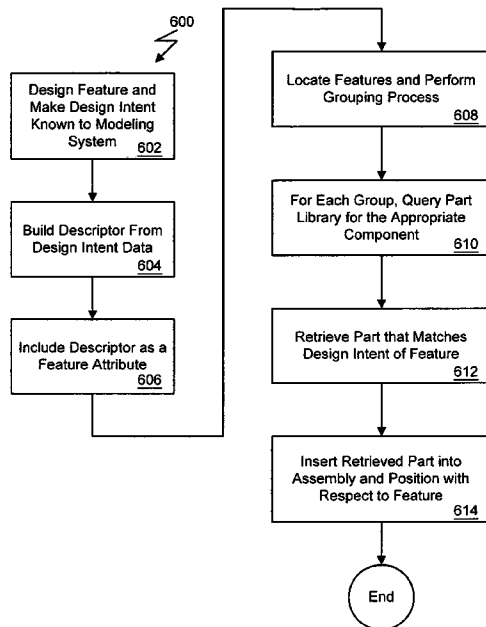 600
Design Feature and
Make Design Intent
Known to Modeling
System
602
Build Descriptor From
Design Intent Data
604
Include Descriptor as a
Feature Attribute
606
Locate Features and Perform
Grouping Process
608
For Each Group, Query Part
Library for the Appropriate
Component
610
Retrieve Part that Matches
Design Intent of Feature
612
Insert Retrieved Part into
Assembly and Position with
Respect to Feature
614
End